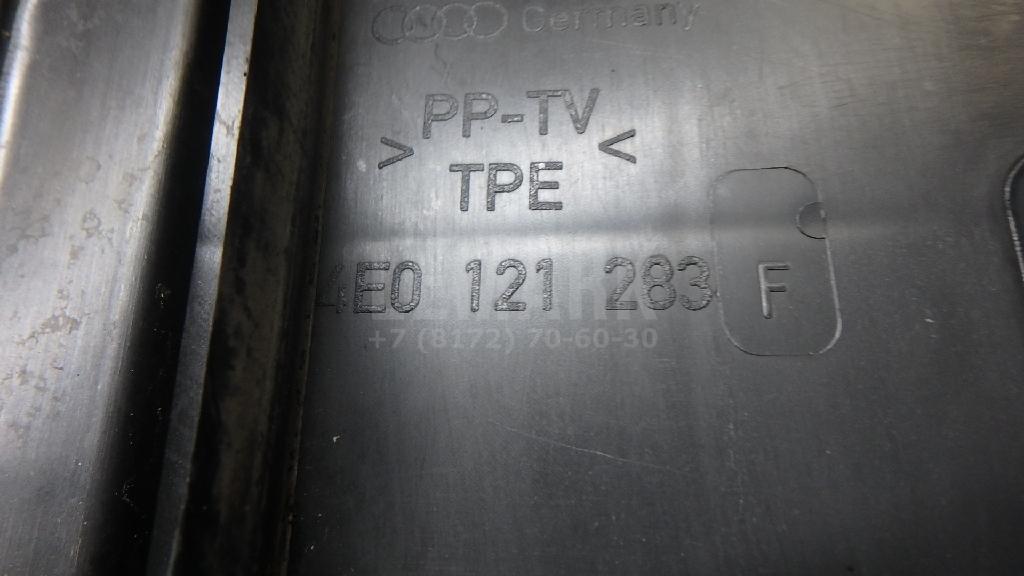 Germany
> PP-TV <
TPE
4E0 121 283 F
+7 (8172) 70-60-30